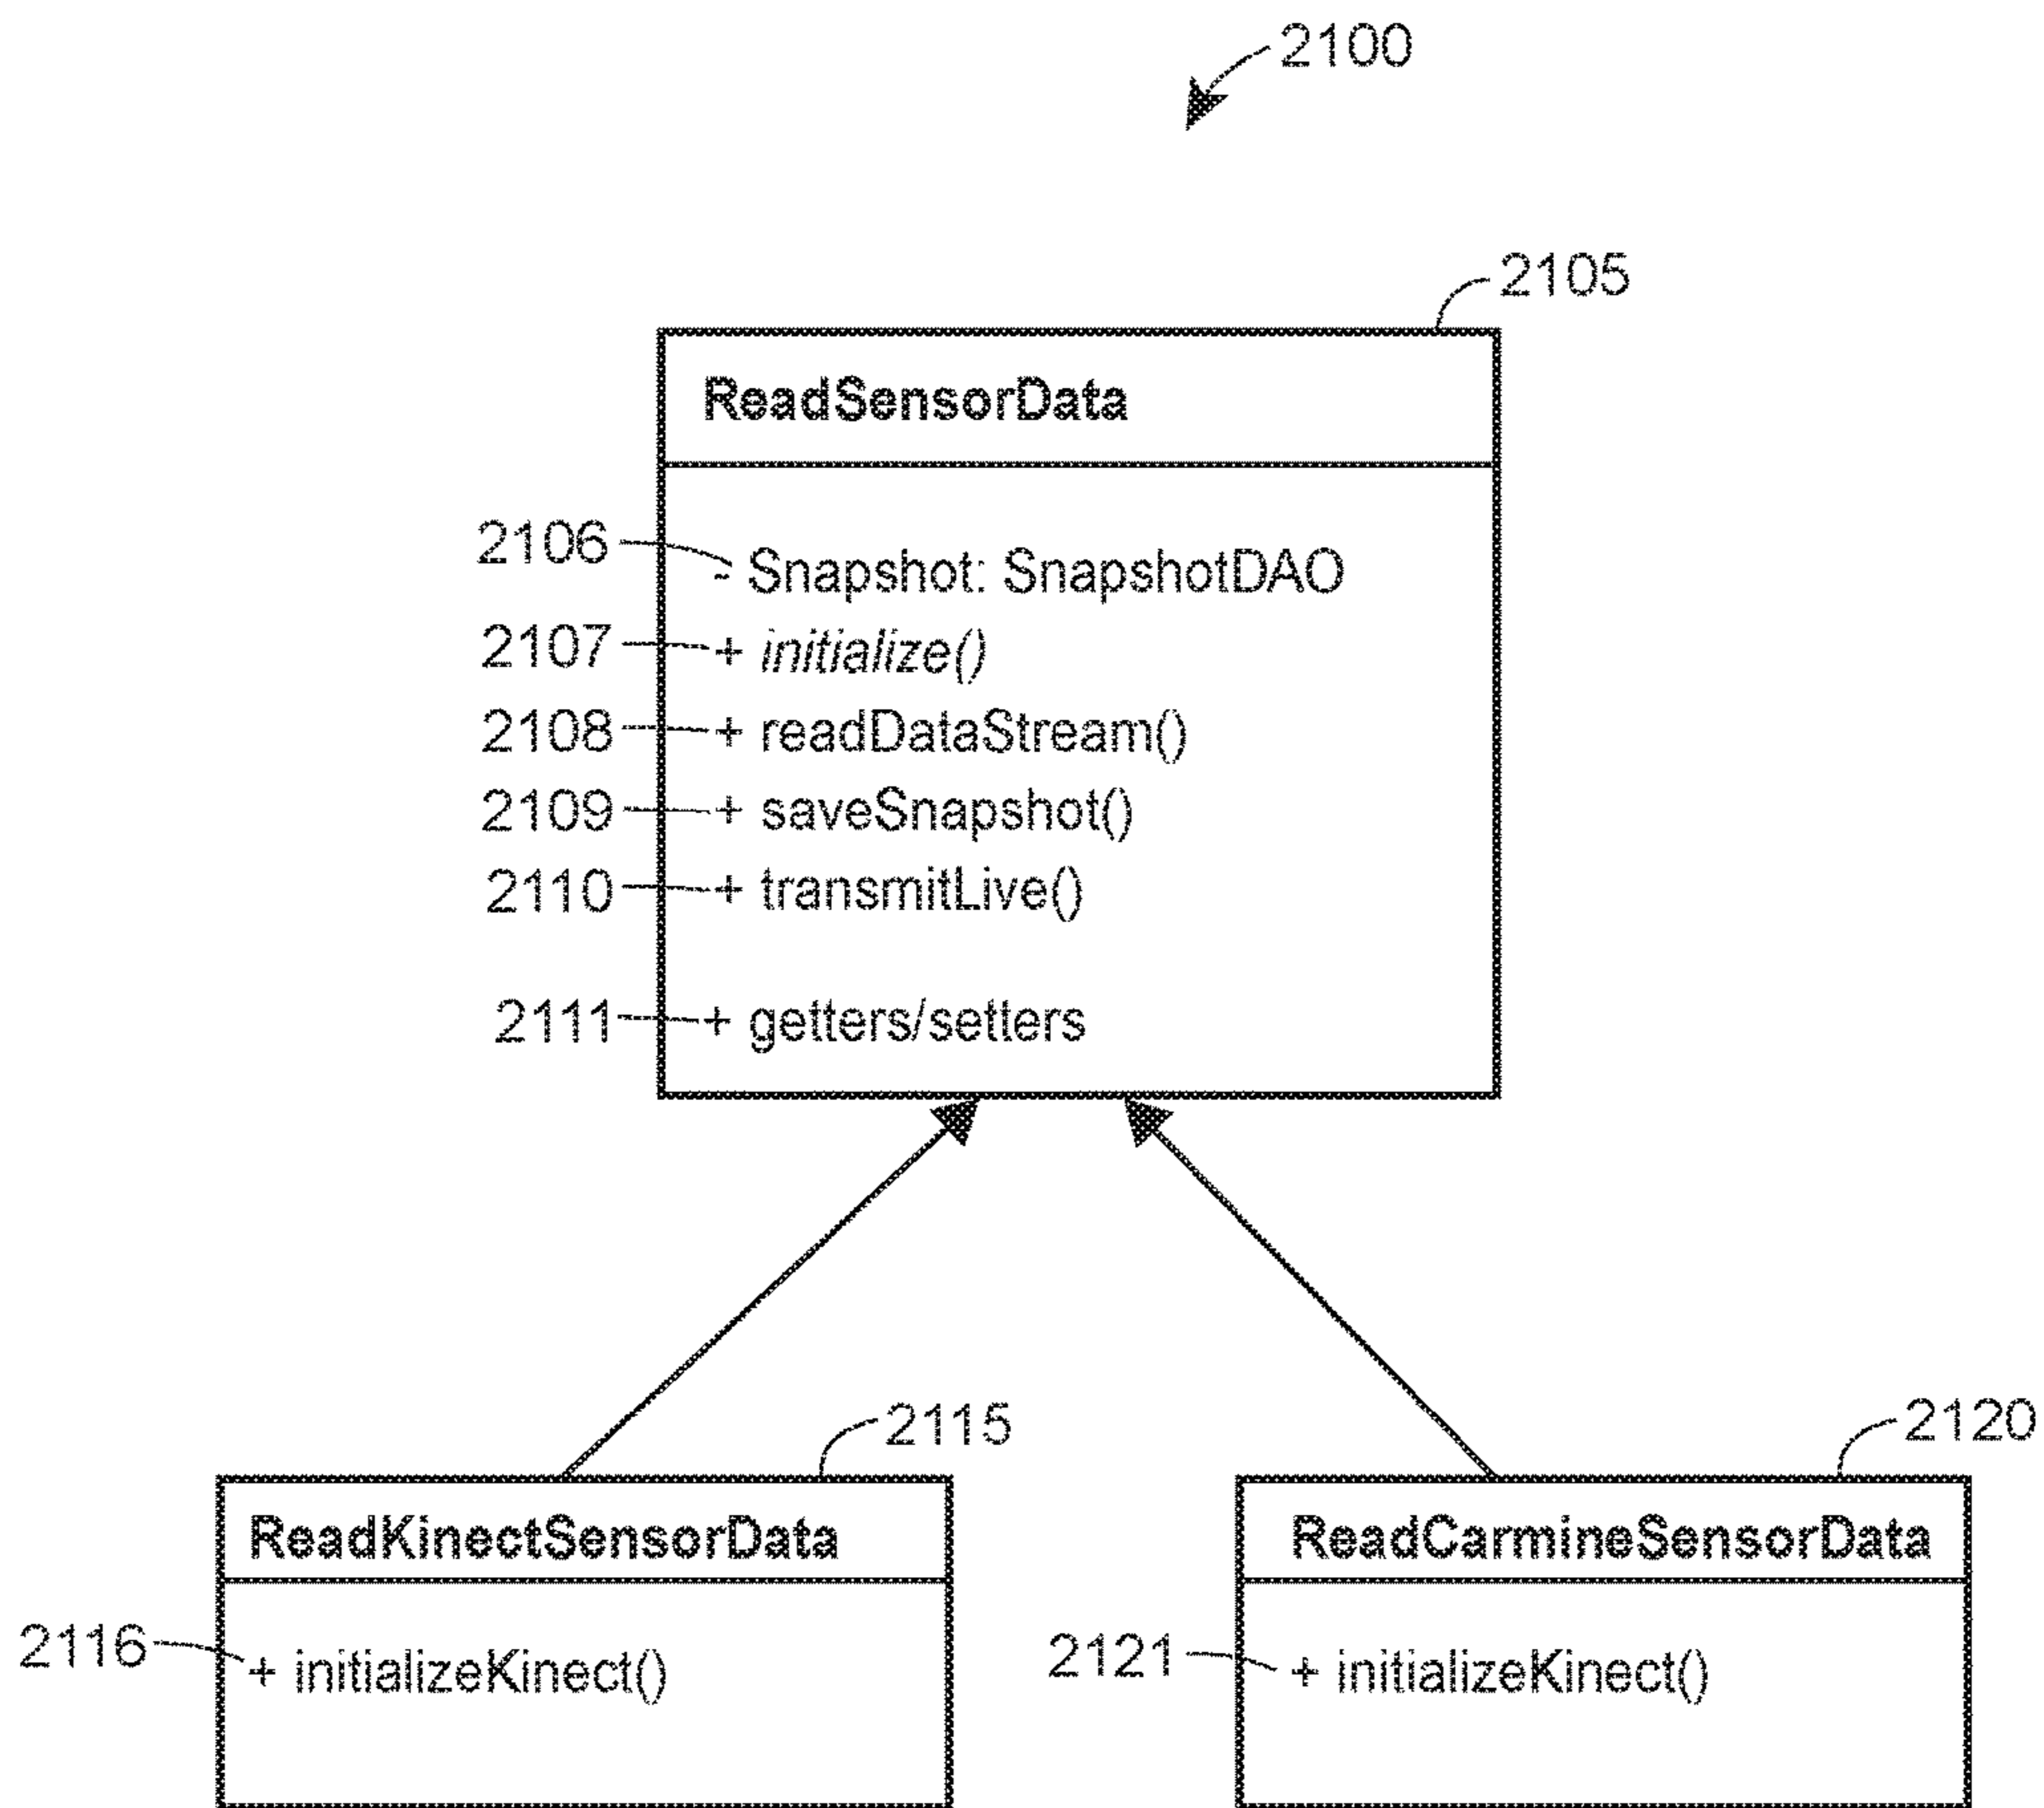 2100
2105
ReadSensorData
2106 - Snapshot: SnapshotDAO
2107 + initialize()
2108 + readDataStream()
2109 + saveSnapshot()
2110 + transmitLive()
2111 + getters/setters
2115
2120
ReadKinectSensorData
ReadCarmineSensorData
2116 + initializeKinect()
2121 + initializeKinect()